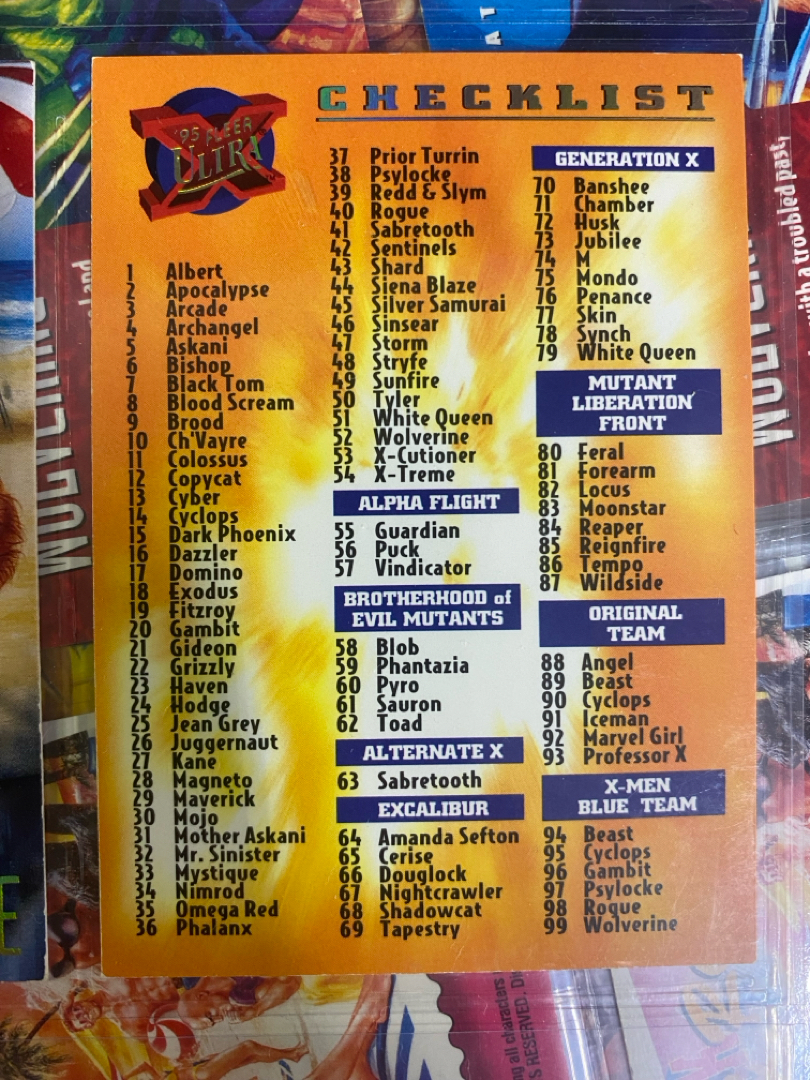 '95 FLEER
ULTRA
X
CHECKLIST
1 Albert
2 Apocalypse
3 Arcade
4 Archangel
5 Askani
6 Bishop
7 Black Tom
8 Blood Scream
9 Brood
10 Ch'Vayre
11 Colossus
12 Copycat
13 Cyber
14 Cyclops
15 Dark Phoenix
16 Dazzler
17 Domino
18 Exodus
19 Fitzroy
20 Gambit
21 Gideon
22 Grizzly
23 Haven
24 Hodge
25 Jean Grey
26 Juggernaut
27 Kane
28 Magneto
29 Maverick
30 Mojo
31 Mother Askani
32 Mr. Sinister
33 Mystique
34 Nimrod
35 Omega Red
36 Phalanx
37 Prior Turrin
38 Psylocke
39 Redd & Slym
40 Rogue
41 Sabretooth
42 Sentinels
43 Shard
44 Siena Blaze
45 Silver Samurai
46 Sinsear
47 Storm
48 Stryfe
49 Sunfire
50 Tyler
51 White Queen
52 Wolverine
53 X-Cutioner
54 X-Treme
ALPHA FLIGHT
55 Guardian
56 Puck
57 Vindicator
BROTHERHOOD of
EVIL MUTANTS
58 Blob
59 Phantazia
60 Pyro
61 Sauron
62 Toad
ALTERNATE X
63 Sabretooth
EXCALIBUR
64 Amanda Sefton
65 Cerise
66 Douglock
67 Nightcrawler
68 Shadowcat
69 Tapestry
GENERATION X
70 Banshee
71 Chamber
72 Husk
73 Jubilee
74 M
75 Mondo
76 Penance
77 Skin
78 Synch
79 White Queen
MUTANT
LIBERATION
FRONT
80 Feral
81 Forearm
82 Locus
83 Moonstar
84 Reaper
85 Reignfire
86 Tempo
87 Wildside
ORIGINAL
TEAM
88 Angel
89 Beast
90 Cyclops
91 Iceman
92 Marvel Girl
93 Professor X
X-MEN
BLUE TEAM
94 Beast
95 Cyclops
96 Gambit
97 Psylocke
98 Rogue
99 Wolverine
WOLVERINE
with a troubled past,
all characters
RESERVED.